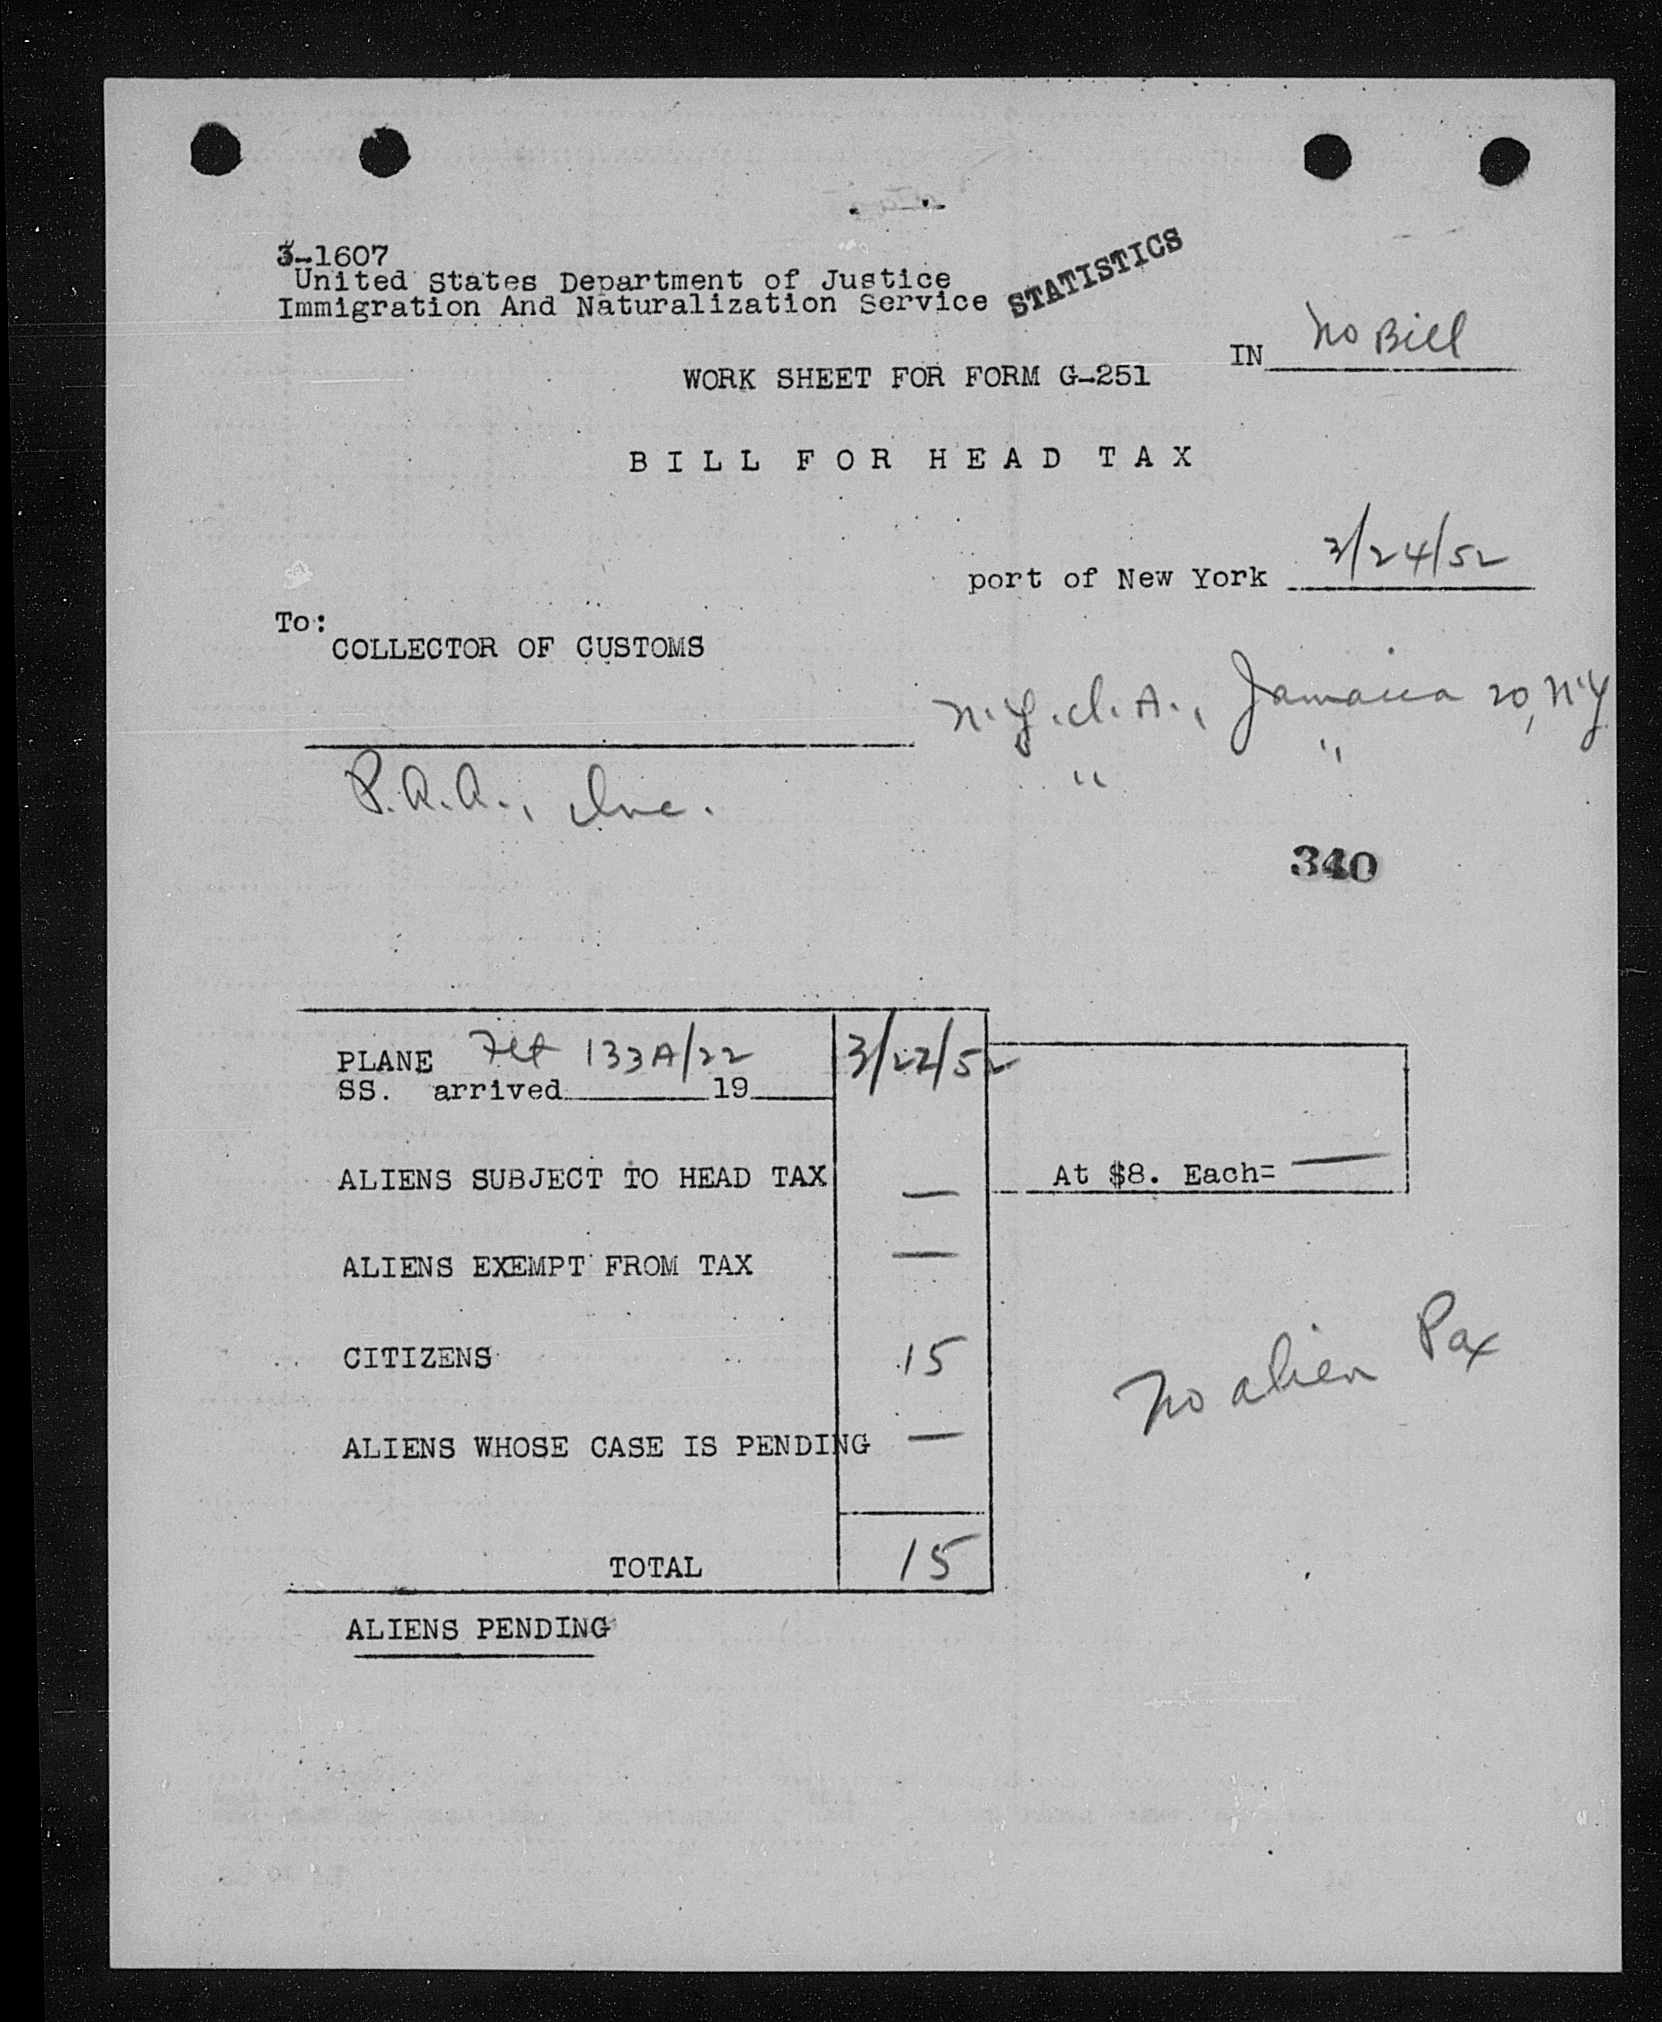 3-1607
United States Department of Justice
Immigration And Naturalization Service STATISTICS
IN No Bill
WORK SHEET FOR FORM G-251
BILL FOR HEAD TAX
port of New York 3/24/52
To:
COLLECTOR OF CUSTOMS
N.Y.I.A., Jamaica 20, N.Y
P.A.A., Inc. " "
340
PLANE Flt 133A/22 3/22/52
SS. arrived 19
ALIENS SUBJECT TO HEAD TAX — At $8. Each= —
ALIENS EXEMPT FROM TAX —
CITIZENS 15
No alien Pax
ALIENS WHOSE CASE IS PENDING —
TOTAL 15
ALIENS PENDING